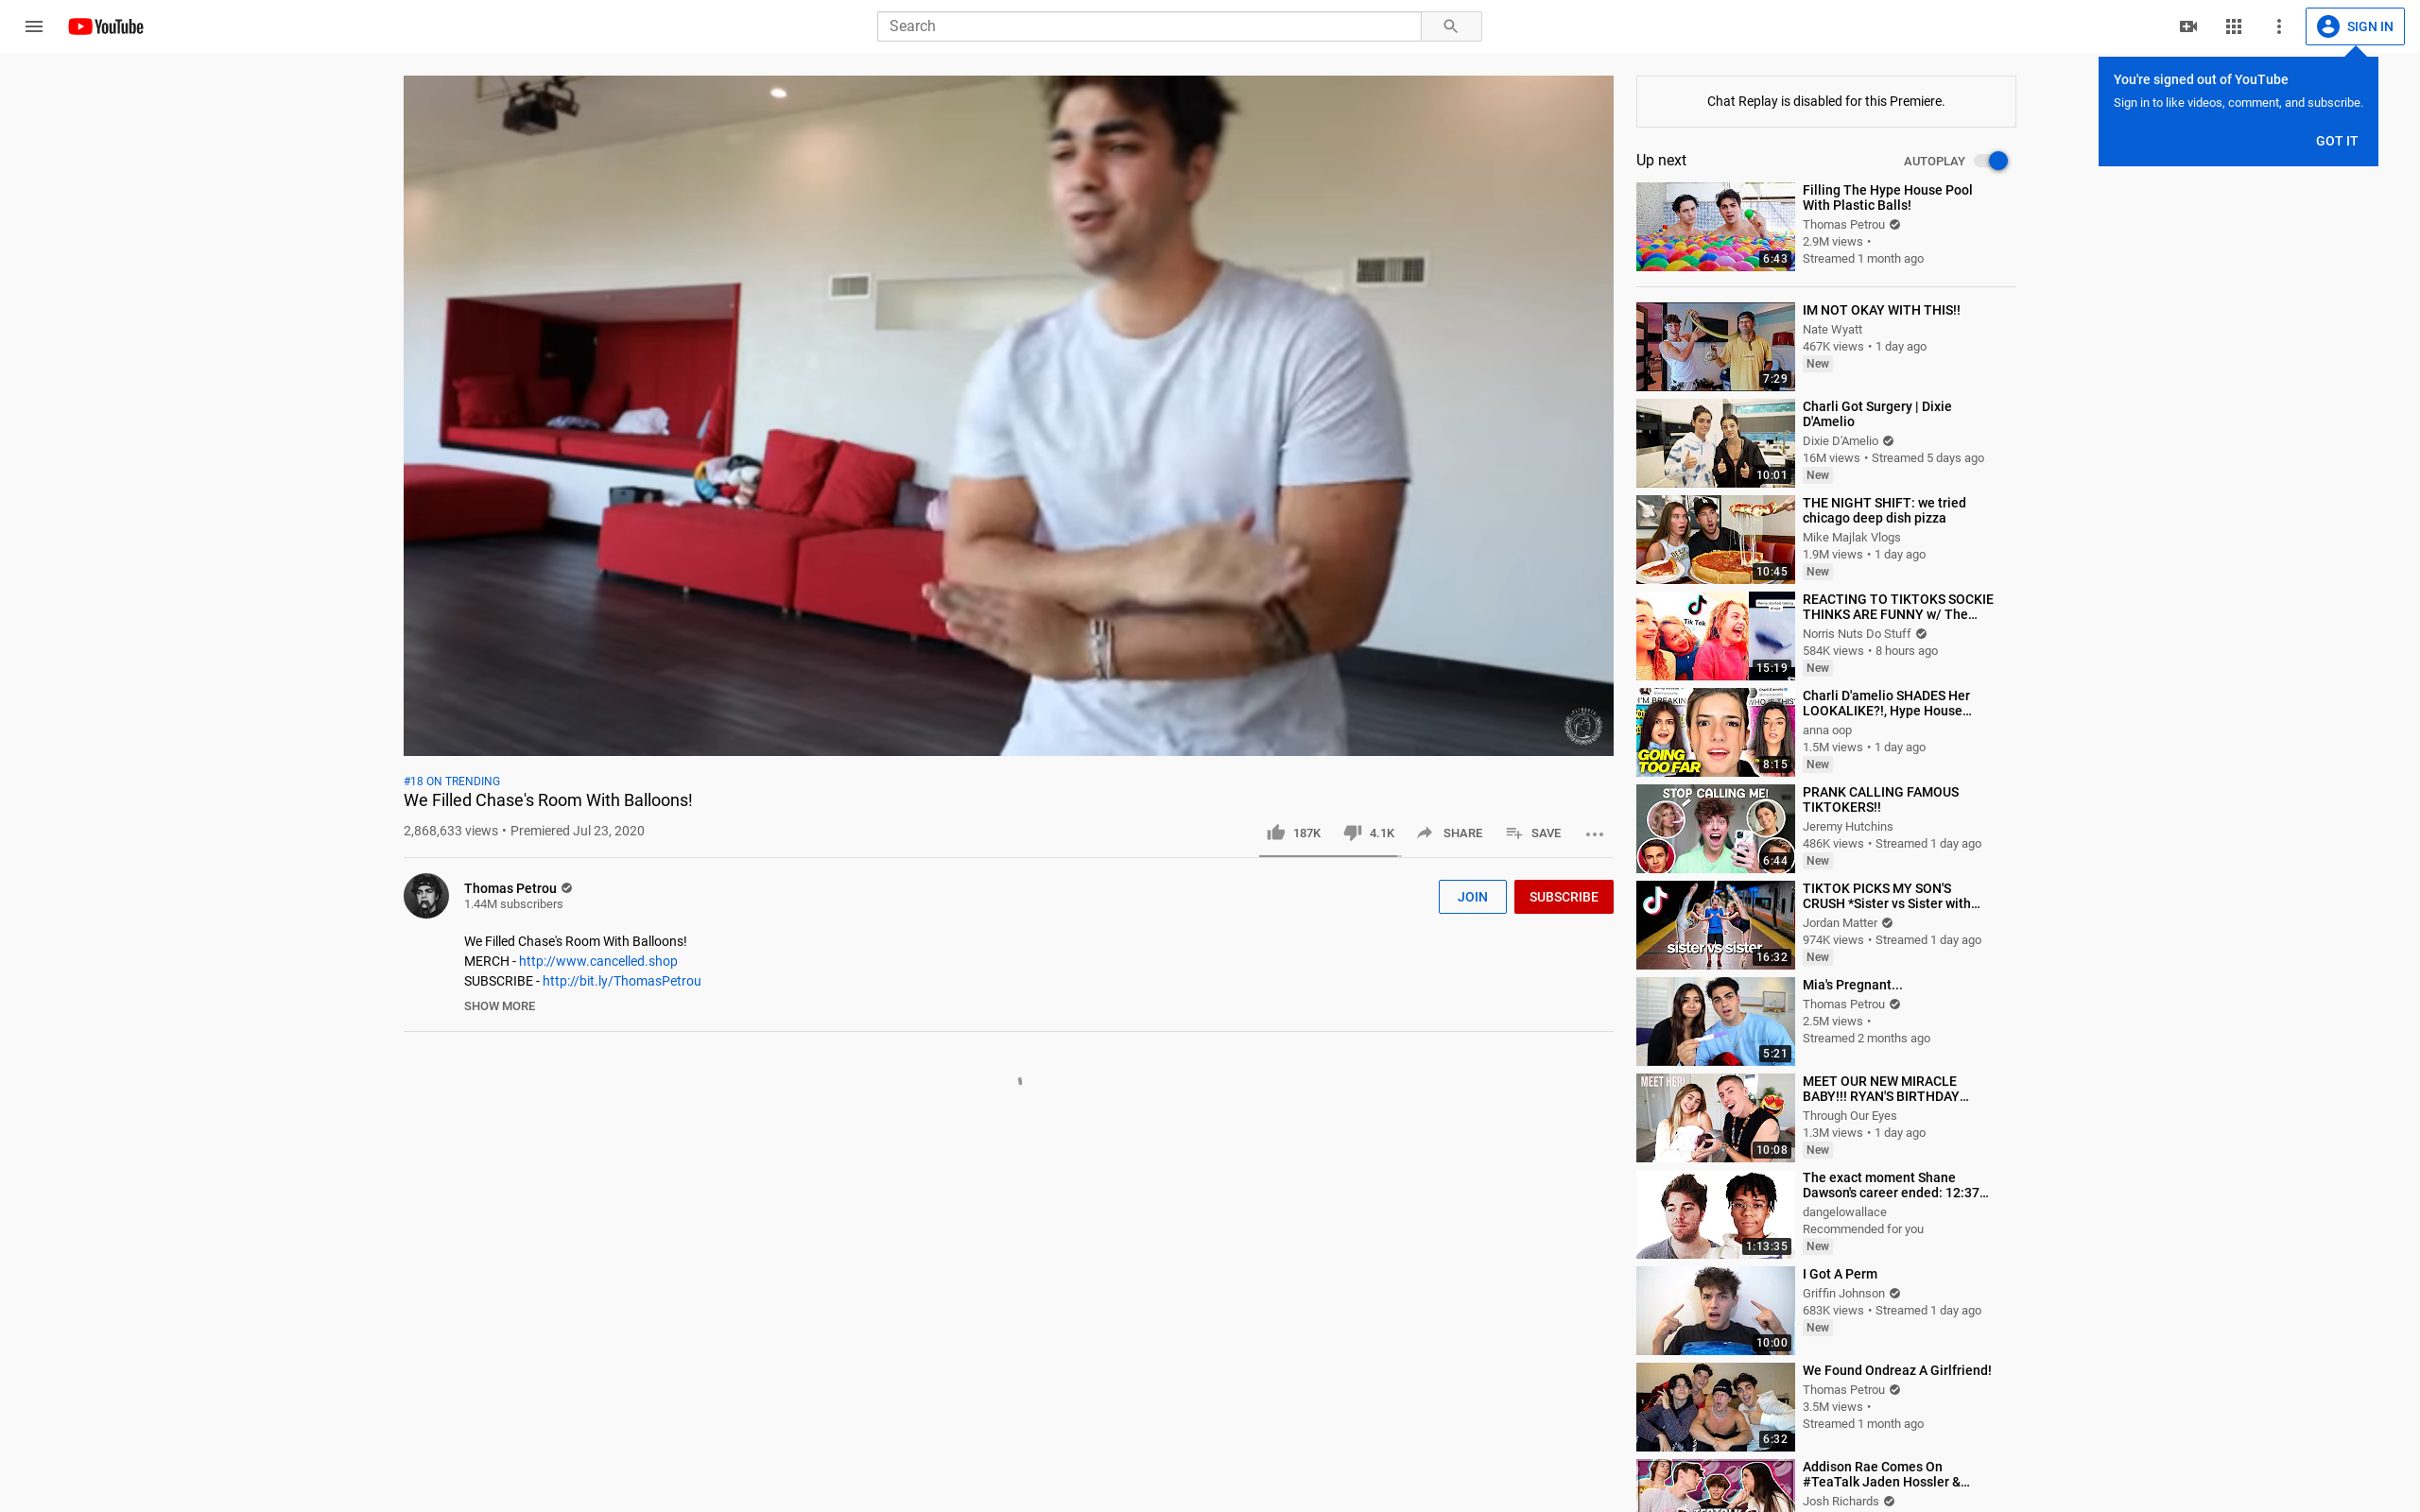 YouTube
Search
SIGN IN
You're signed out of YouTube
Sign in to like videos, comment, and subscribe.
GOT IT
#18 ON TRENDING
We Filled Chase's Room With Balloons!
2,868,633 views • Premiered Jul 23, 2020
187K
4.1K
SHARE
SAVE
Thomas Petrou
1.44M subscribers
JOIN
SUBSCRIBE
We Filled Chase's Room With Balloons!
MERCH - http://www.cancelled.shop
SUBSCRIBE - http://bit.ly/ThomasPetrou
SHOW MORE
Chat Replay is disabled for this Premiere.
Up next
AUTOPLAY
6:43
Filling The Hype House Pool
With Plastic Balls!
Thomas Petrou
2.9M views •
Streamed 1 month ago
7:29
IM NOT OKAY WITH THIS!!
Nate Wyatt
467K views • 1 day ago
New
10:01
Charli Got Surgery | Dixie
D'Amelio
Dixie D'Amelio
16M views • Streamed 5 days ago
New
10:45
THE NIGHT SHIFT: we tried
chicago deep dish pizza
Mike Majlak Vlogs
1.9M views • 1 day ago
New
Tik Tok
15:19
REACTING TO TIKTOKS SOCKIE
THINKS ARE FUNNY w/ The...
Norris Nuts Do Stuff
584K views • 8 hours ago
New
GOING
TOO FAR
8:15
Charli D'amelio SHADES Her
LOOKALIKE?!, Hype House...
anna oop
1.5M views • 1 day ago
New
STOP CALLING ME!
6:44
PRANK CALLING FAMOUS
TIKTOKERS!!
Jeremy Hutchins
486K views • Streamed 1 day ago
New
sister vs sister
16:32
TIKTOK PICKS MY SON'S
CRUSH *Sister vs Sister with...
Jordan Matter
974K views • Streamed 1 day ago
New
5:21
Mia's Pregnant...
Thomas Petrou
2.5M views •
Streamed 2 months ago
MEET HER!
10:08
MEET OUR NEW MIRACLE
BABY!!! RYAN'S BIRTHDAY...
Through Our Eyes
1.3M views • 1 day ago
New
1:13:35
The exact moment Shane
Dawson's career ended: 12:37...
dangelowallace
Recommended for you
New
10:00
I Got A Perm
Griffin Johnson
683K views • Streamed 1 day ago
New
6:32
We Found Ondreaz A Girlfriend!
Thomas Petrou
3.5M views •
Streamed 1 month ago
Addison Rae Comes On
#TeaTalk Jaden Hossler &...
Josh Richards